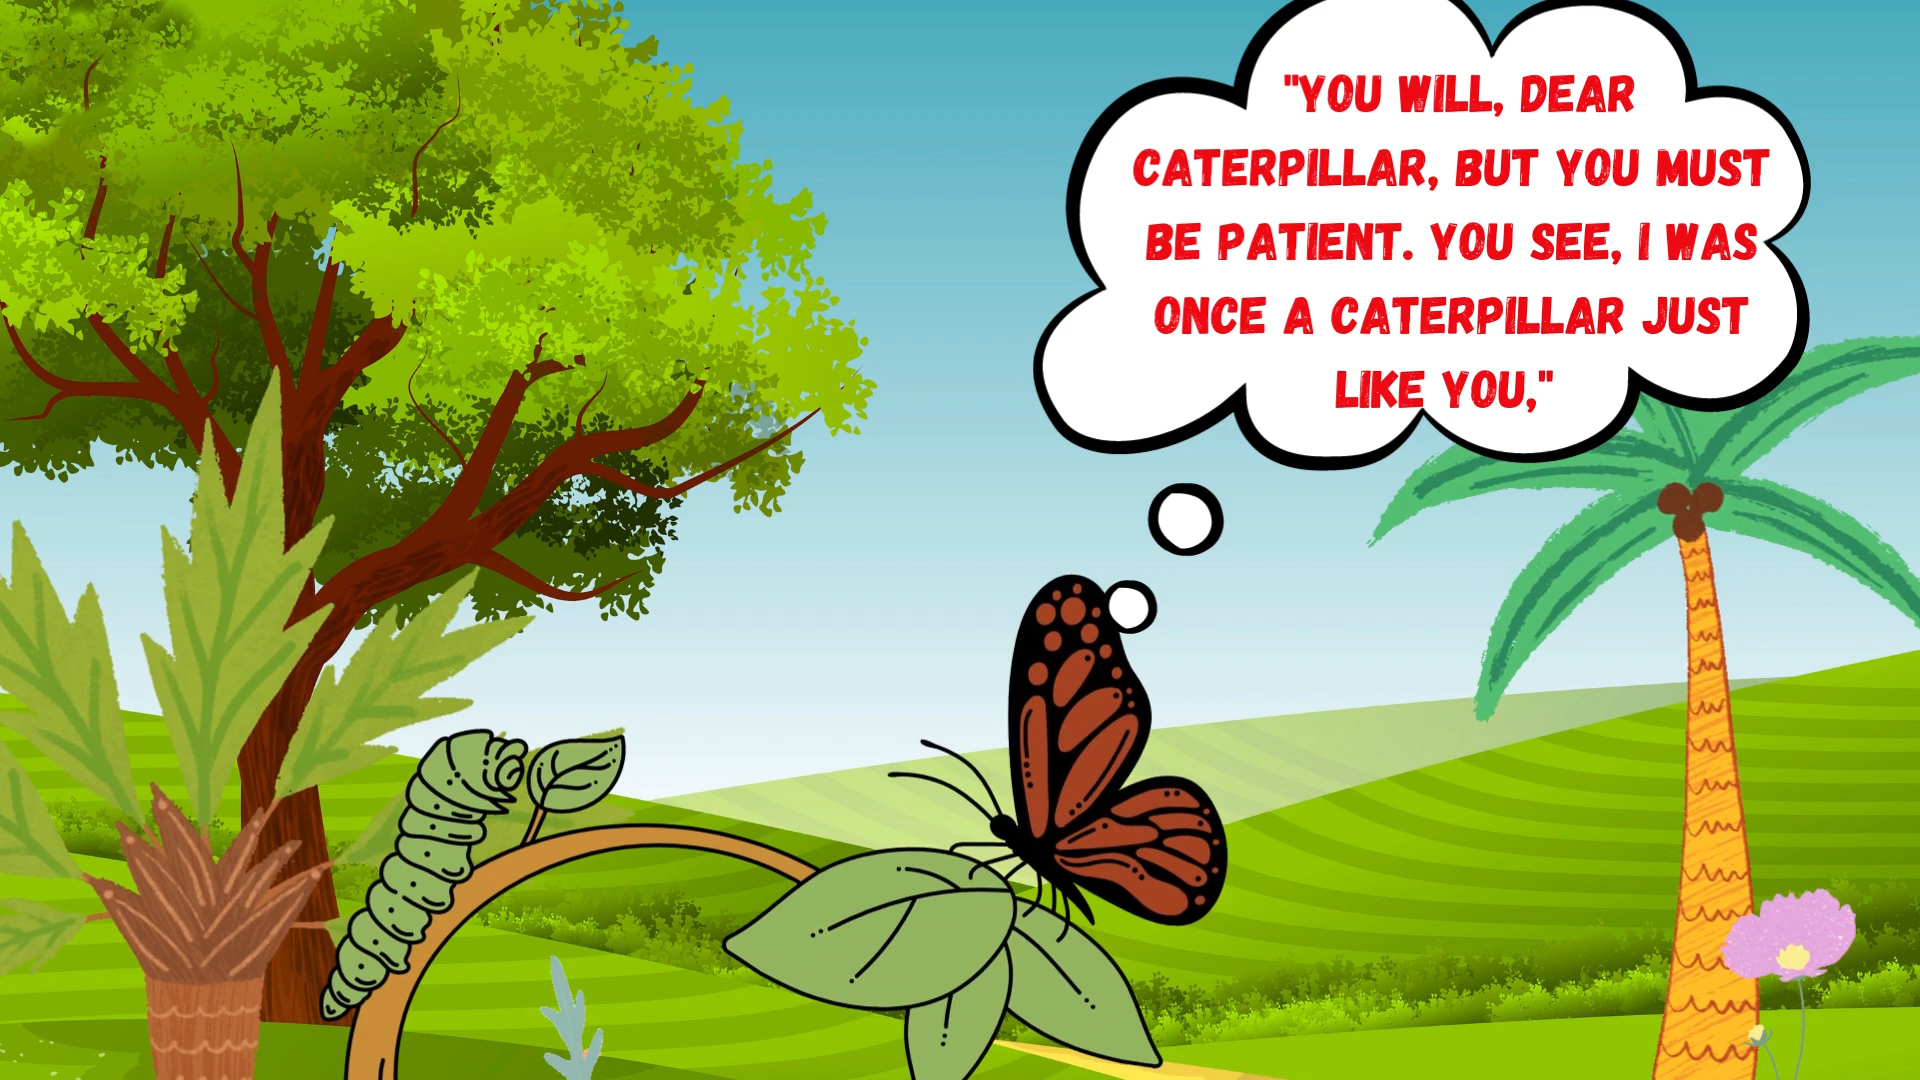 "YOU WILL, DEAR
CATERPILLAR, BUT YOU MUST
BE PATIENT. YOU SEE, I WAS
ONCE A CATERPILLAR JUST
LIKE YOU,"